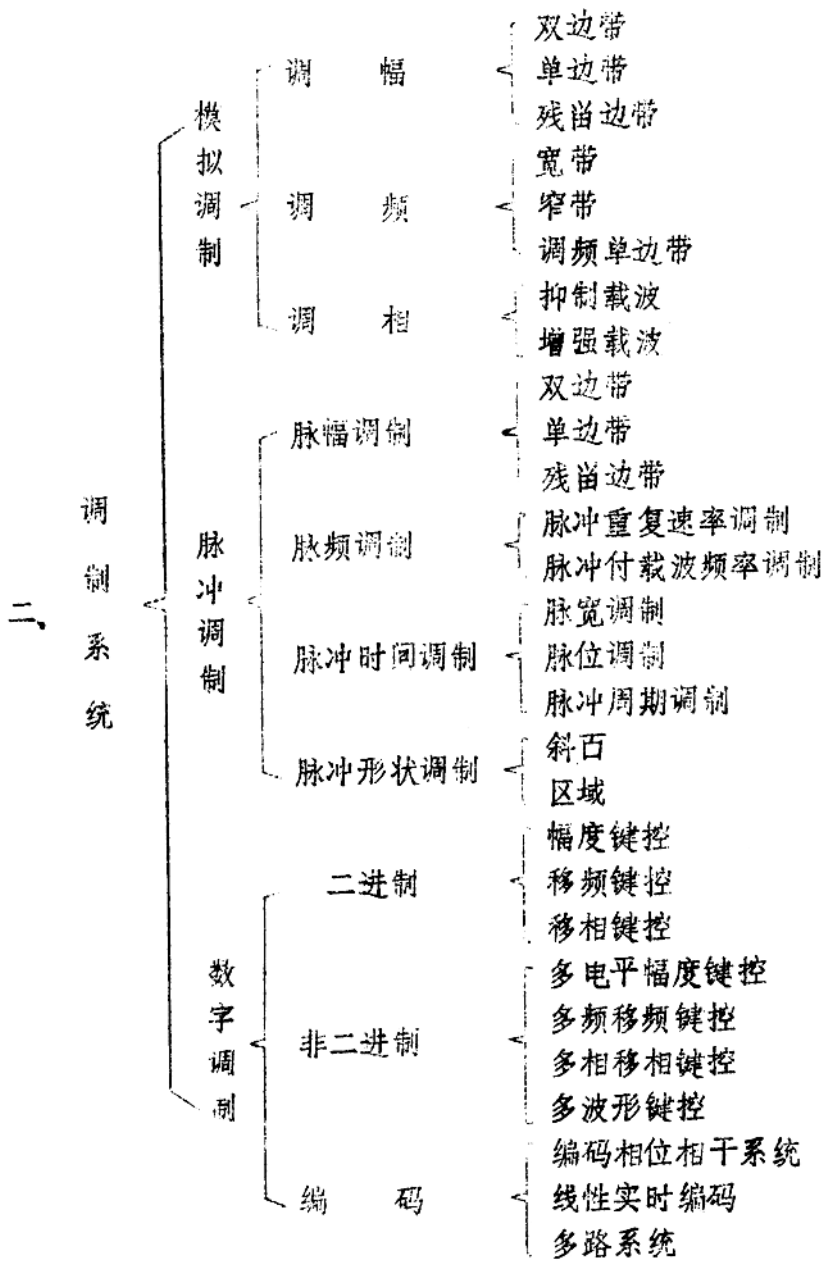 二、
调制系统
模拟调制
调幅
双边带
单边带
残留边带
调频
宽带
窄带
调频单边带
调相
抑制载波
增强载波
脉冲调制
脉幅调制
双边带
单边带
残留边带
脉频调制
脉冲重复速率调制
脉冲付载波频率调制
脉冲时间调制
脉宽调制
脉位调制
脉冲周期调制
脉冲形状调制
斜百
区域
数字调制
二进制
幅度键控
移频键控
移相键控
非二进制
多电平幅度键控
多频移频键控
多相移相键控
多波形键控
编码
编码相位相干系统
线性实时编码
多路系统